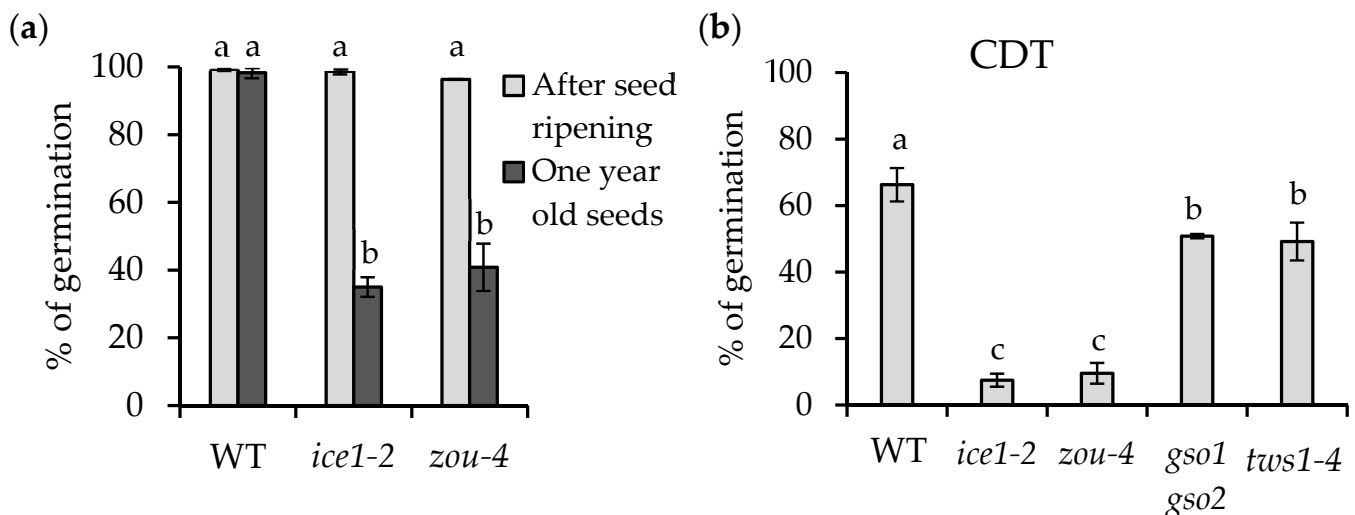 (a)
% of germination
100
80
60
40
20
0
a a a b a b
After seed
ripening
One year
old seeds
WT ice1-2 zou-4
(b)
CDT
% of germination
100
80
60
40
20
0
a c c b b
WT ice1-2 zou-4 gso1 tws1-4
gso2